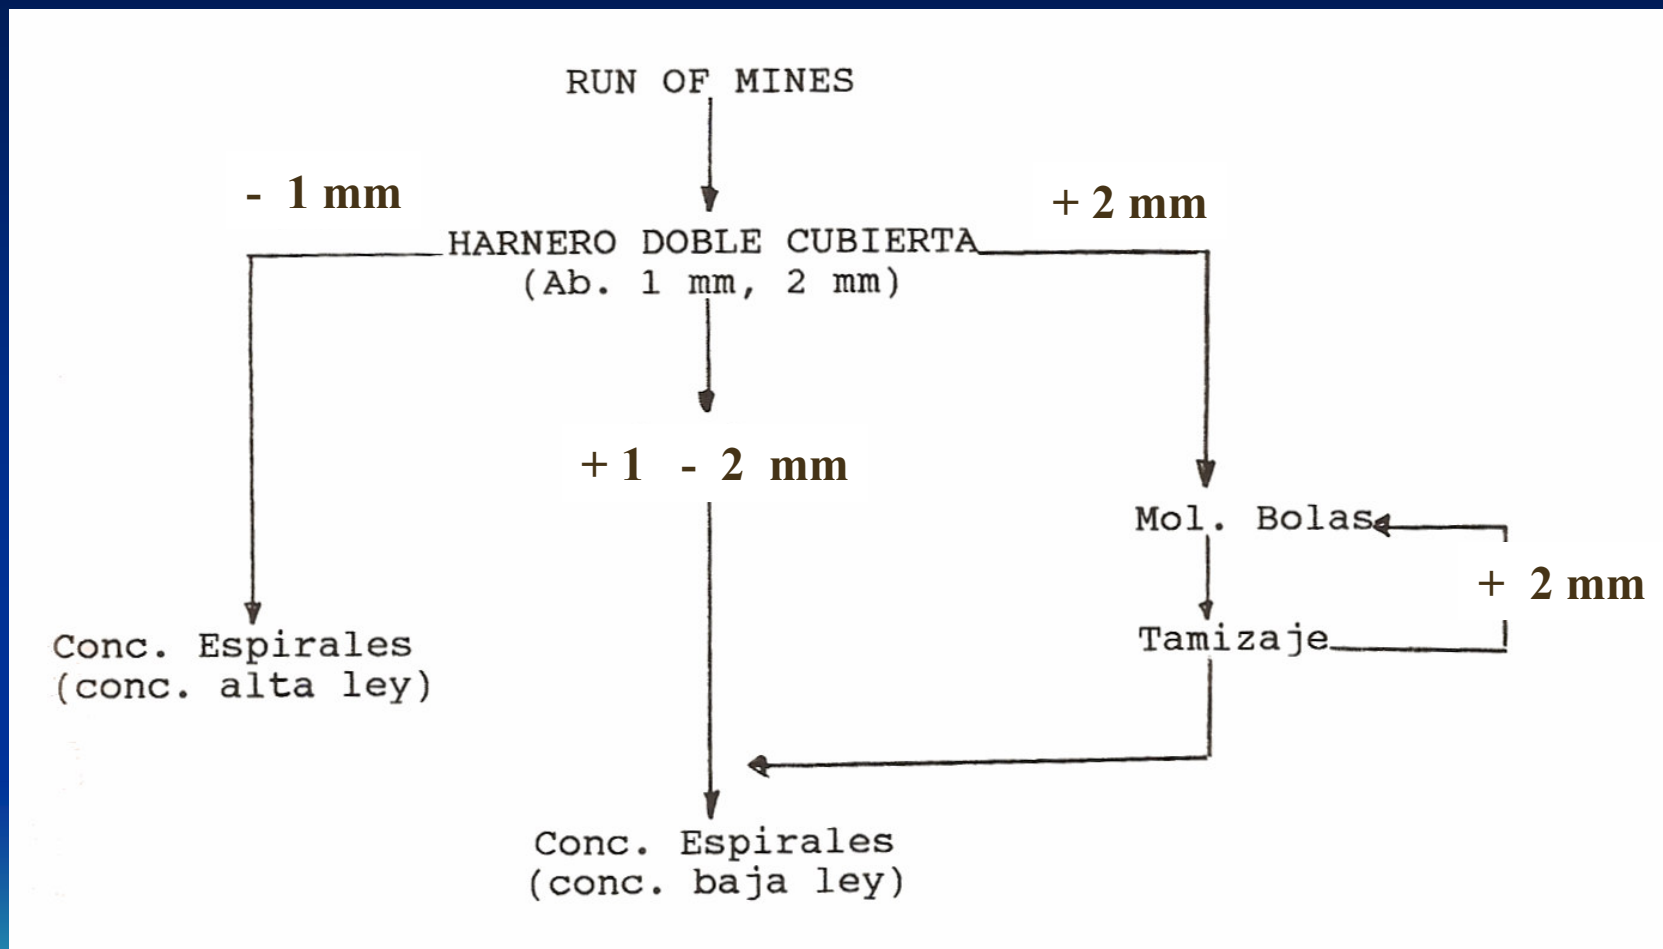 RUN OF MINES
- 1 mm
+ 2 mm
HARNERO DOBLE CUBIERTA
(Ab. 1 mm, 2 mm)
+ 1 - 2 mm
Mol. Bolas
+ 2 mm
Tamizaje
Conc. Espirales
(conc. alta ley)
Conc. Espirales
(conc. baja ley)